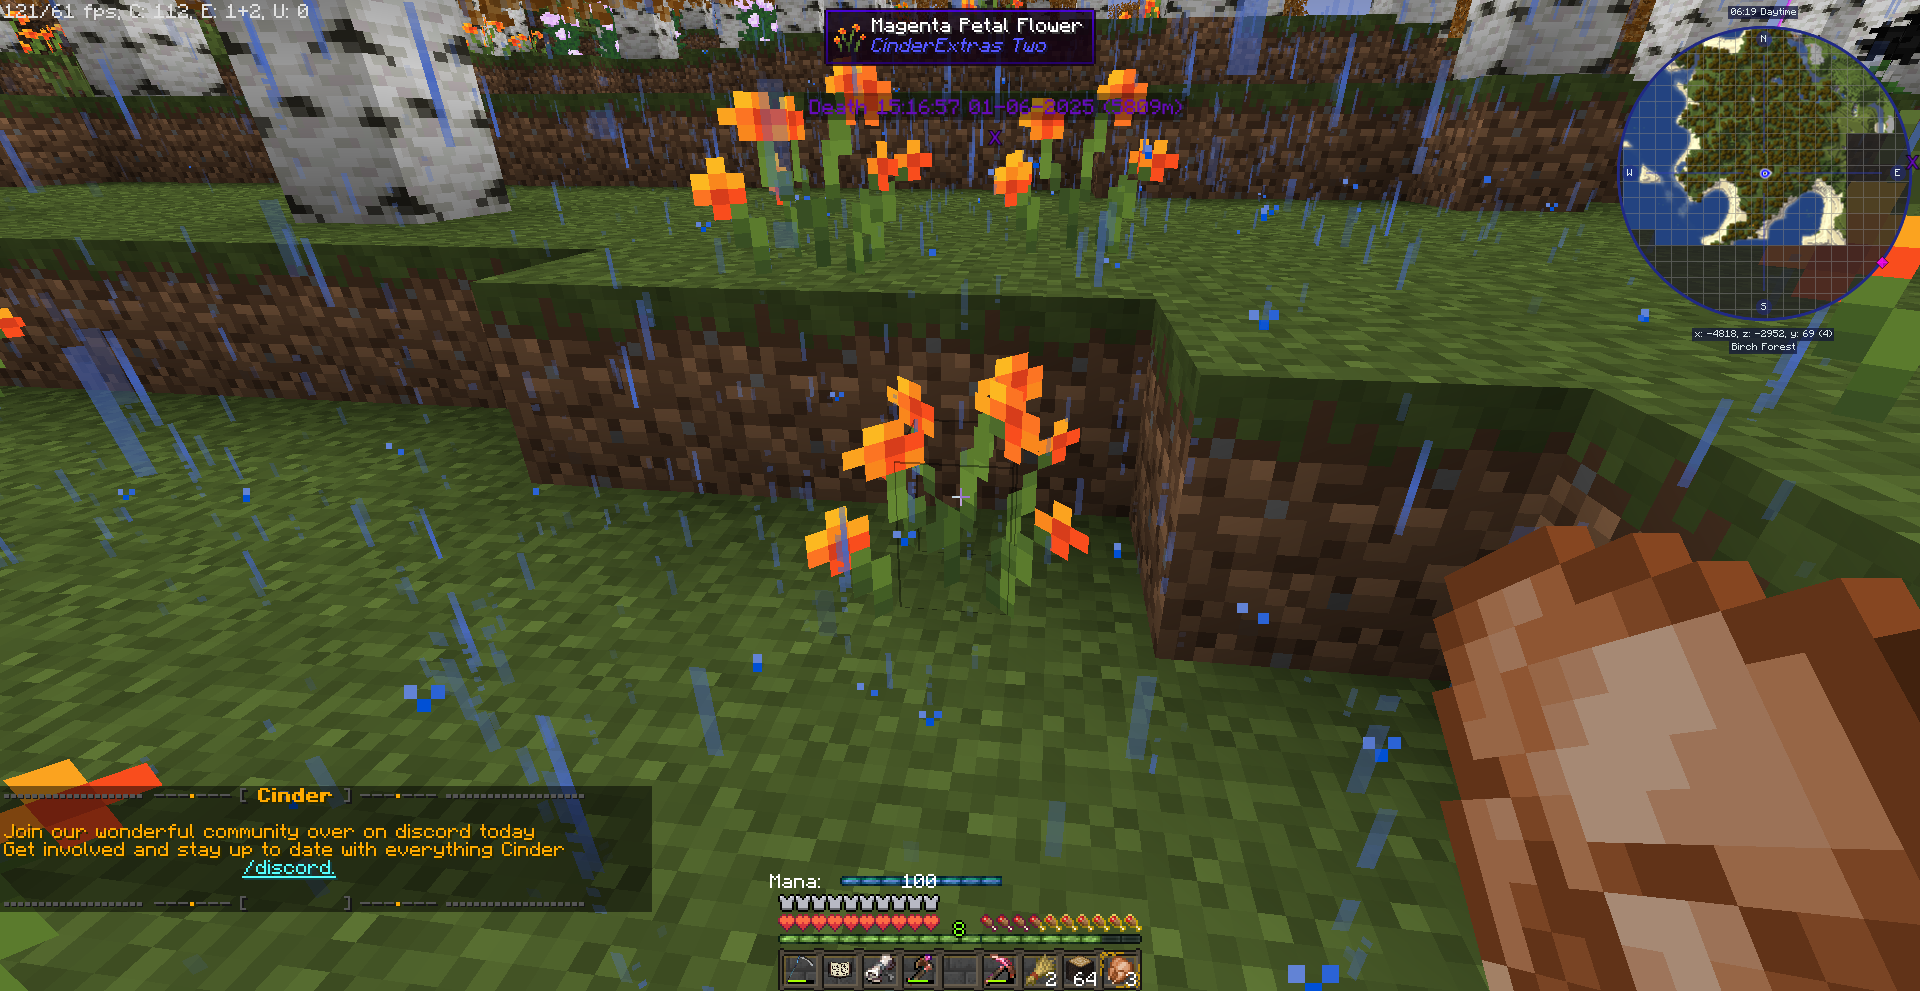 121/61 fps, C: 112, E: 1+2, U: 0
Magenta Petal Flower
CinderExtras Two
Death 15:16:57 01-06-2025 (5809m)
X
06:19 Daytime
N
W
E
S
x: -4818, z: -2952, y: 69 (4)
Birch Forest
[ Cinder ]
Join our wonderful community over on discord today
Get involved and stay up to date with everything Cinder
/discord.
[ ]
Mana: 100
8
2
64
3